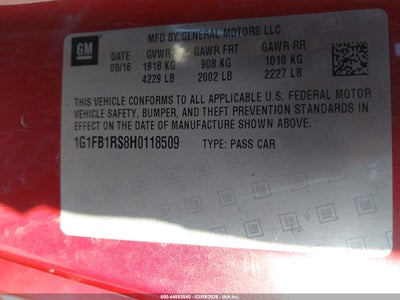 GM
MFD BY GENERAL MOTORS LLC
DATE GVWR GAWR FRT GAWR RR
09/16 1918 KG 908 KG 1010 KG
4229 LB 2002 LB 2227 LB
THIS VEHICLE CONFORMS TO ALL APPLICABLE U.S. FEDERAL MOTOR
VEHICLE SAFETY, BUMPER, AND THEFT PREVENTION STANDARDS IN
EFFECT ON THE DATE OF MANUFACTURE SHOWN ABOVE.
1G1FB1RS8H0118509 TYPE: PASS CAR